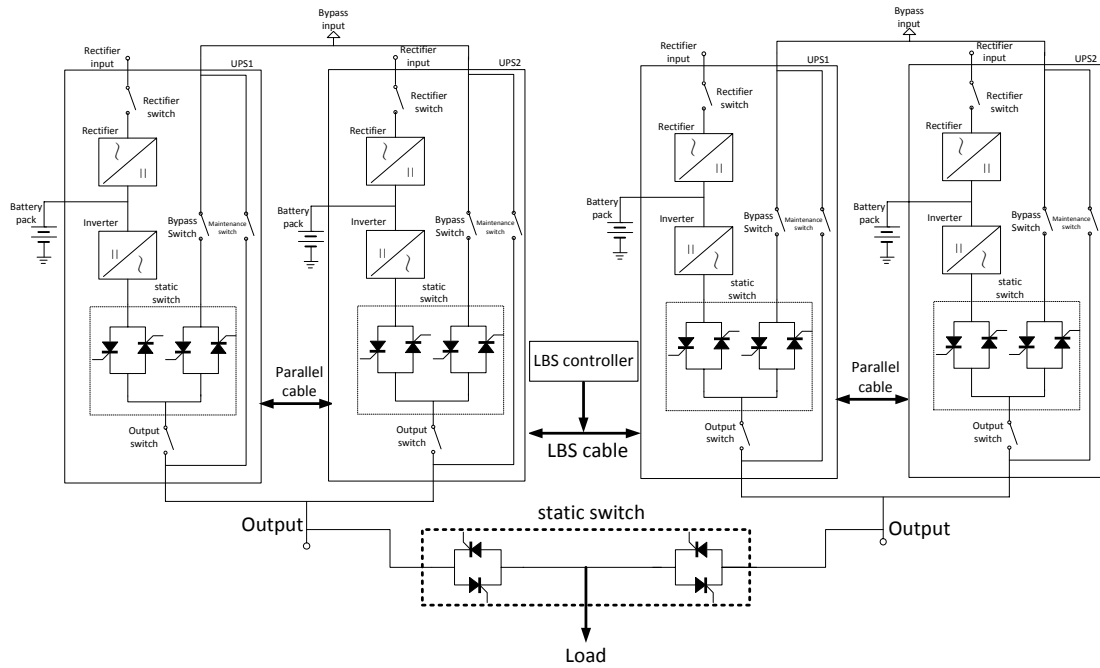 Bypass
input
Bypass
input
Rectifier
input
UPS1
Rectifier
input
UPS2
Rectifier
input
UPS1
Rectifier
input
UPS2
Rectifier
switch
Rectifier
switch
Rectifier
switch
Rectifier
switch
Rectifier
Rectifier
Rectifier
Rectifier
Battery
pack
Inverter
Bypass
Switch
Maintenance
switch
Battery
pack
Inverter
Bypass
Switch
Maintenance
switch
Battery
pack
Inverter
Bypass
Switch
Maintenance
switch
Battery
pack
Inverter
Bypass
Switch
Maintenance
switch
static
switch
static
switch
static
switch
static
switch
Parallel
cable
LBS controller
Parallel
cable
Output
switch
Output
switch
LBS cable
Output
switch
Output
switch
Output
static switch
Output
Load